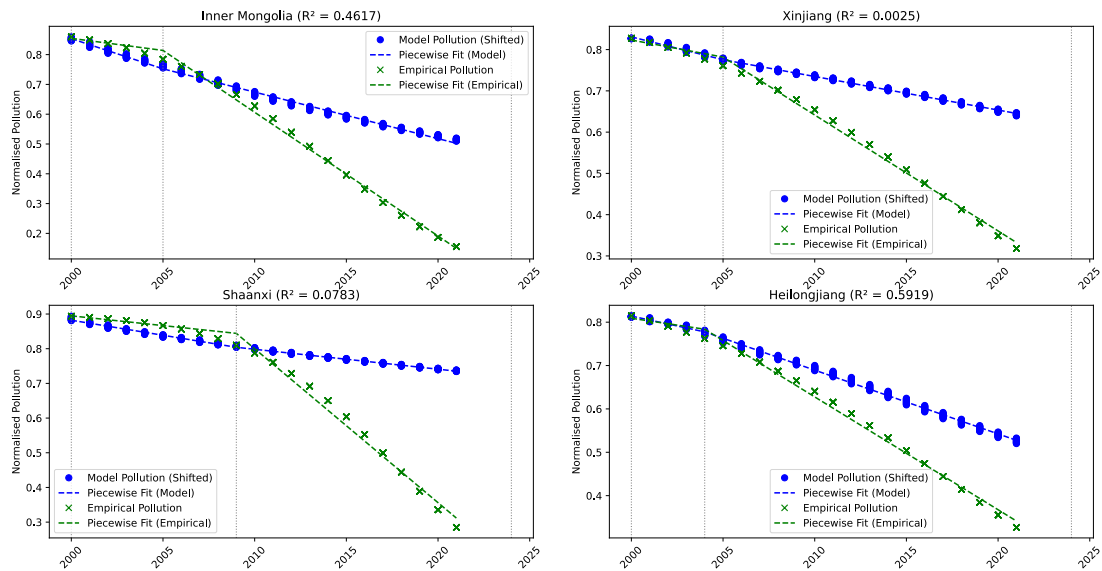 Inner Mongolia (R² = 0.4617)
Normalised Pollution
0.9
0.8
0.7
0.6
0.5
0.4
0.3
0.2
Model Pollution (Shifted)
Piecewise Fit (Model)
Empirical Pollution
Piecewise Fit (Empirical)
2000
2005
2010
2015
2020
2025
Xinjiang (R² = 0.0025)
Normalised Pollution
0.9
0.8
0.7
0.6
0.5
0.4
0.3
Model Pollution (Shifted)
Piecewise Fit (Model)
Empirical Pollution
Piecewise Fit (Empirical)
2000
2005
2010
2015
2020
2025
Shaanxi (R² = 0.0783)
Normalised Pollution
0.9
0.8
0.7
0.6
0.5
0.4
0.3
Model Pollution (Shifted)
Piecewise Fit (Model)
Empirical Pollution
Piecewise Fit (Empirical)
2000
2005
2010
2015
2020
2025
Heilongjiang (R² = 0.5919)
Normalised Pollution
0.8
0.7
0.6
0.5
0.4
Model Pollution (Shifted)
Piecewise Fit (Model)
Empirical Pollution
Piecewise Fit (Empirical)
2000
2005
2010
2015
2020
2025